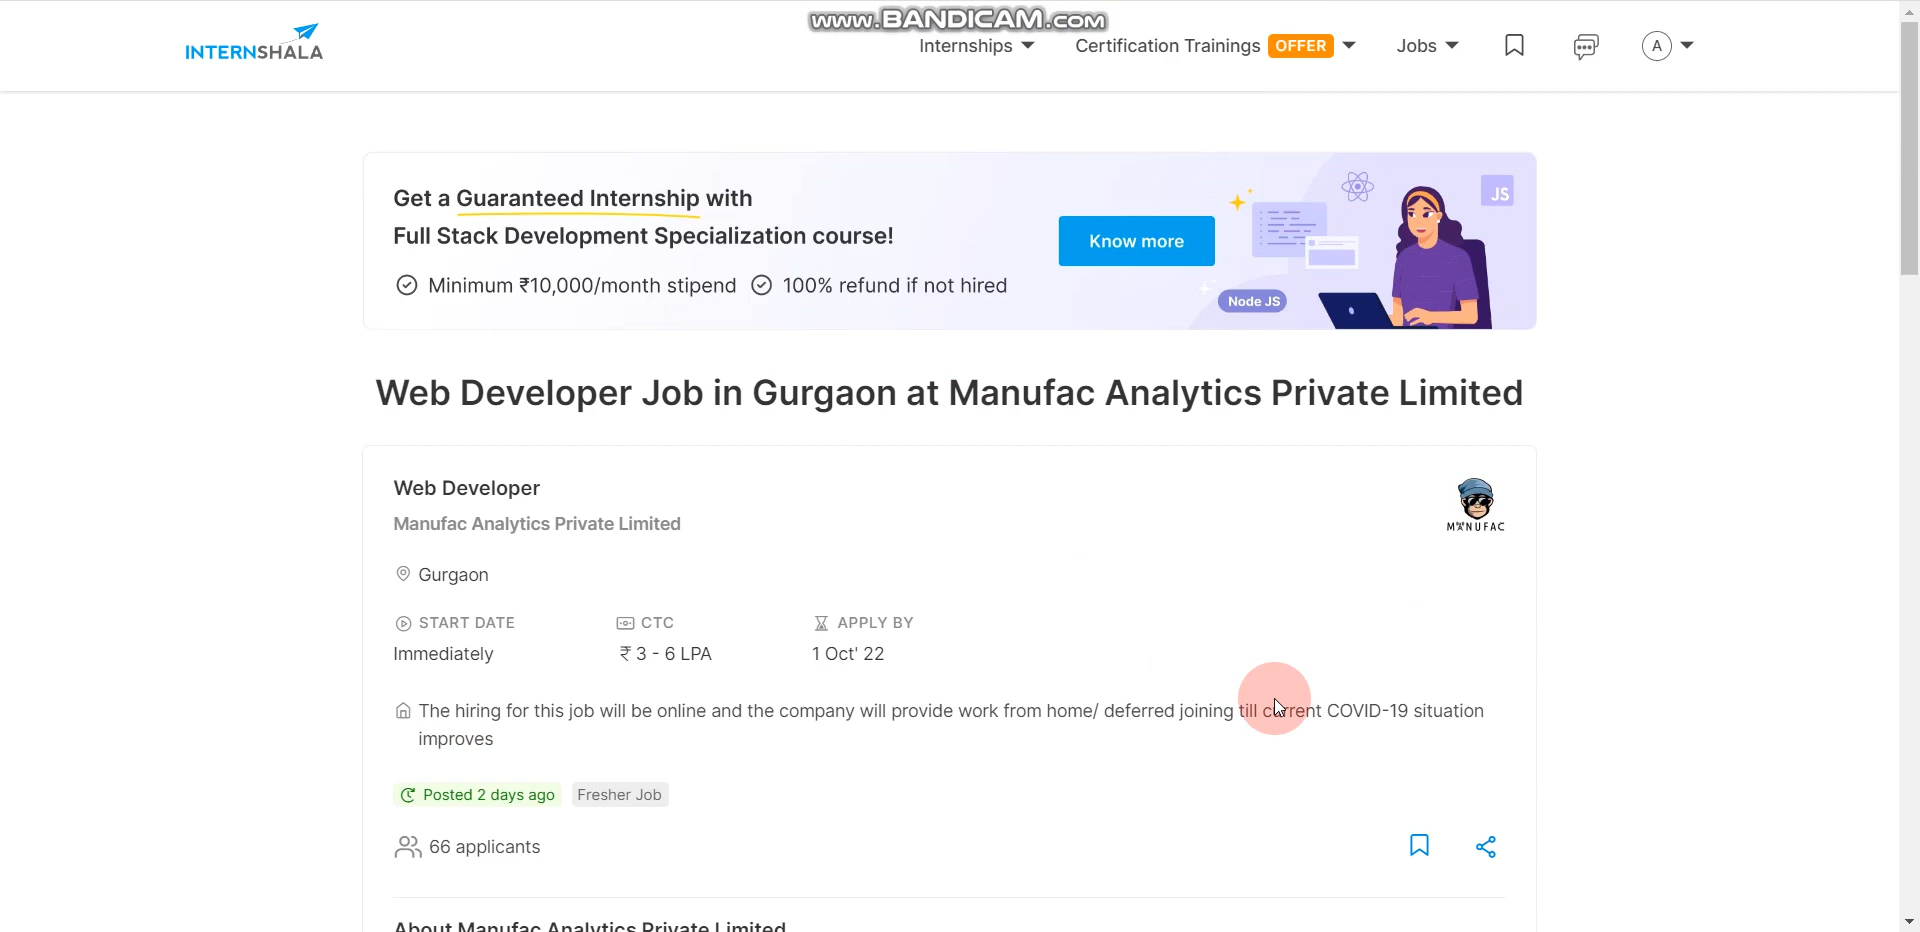 www.BANDICAM.com
INTERNSHALA
Internships
Certification Trainings OFFER
Jobs
A
Get a Guaranteed Internship with
Full Stack Development Specialization course!
Minimum ₹10,000/month stipend
100% refund if not hired
Know more
JS
Node JS
Web Developer Job in Gurgaon at Manufac Analytics Private Limited
Web Developer
Manufac Analytics Private Limited
MANUFAC
Gurgaon
START DATE
Immediately
CTC
₹ 3 - 6 LPA
APPLY BY
1 Oct' 22
The hiring for this job will be online and the company will provide work from home/ deferred joining till current COVID-19 situation
improves
Posted 2 days ago
Fresher Job
66 applicants
About Manufac Analytics Private Limited